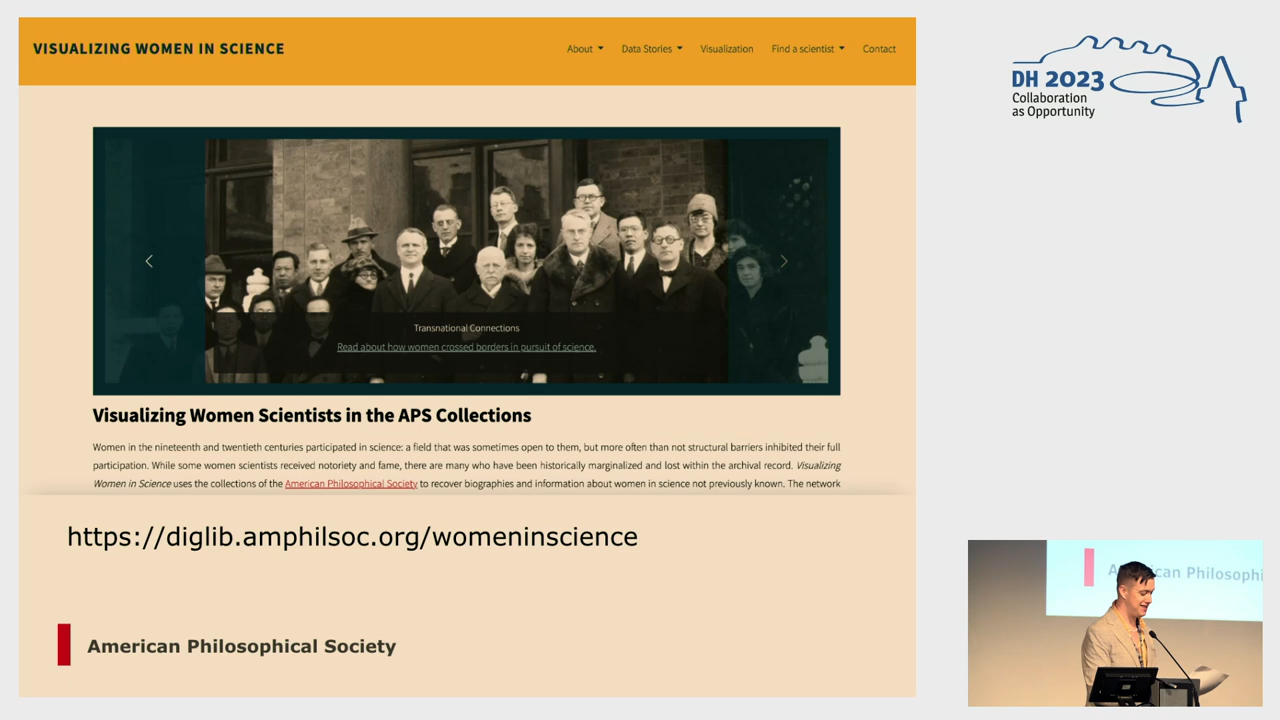 VISUALIZING WOMEN IN SCIENCE
About
Data Stories
Visualization
Find a scientist
Contact
Transnational Connections
Read about how women crossed borders in pursuit of science.
Visualizing Women Scientists in the APS Collections
Women in the nineteenth and twentieth centuries participated in science: a field that was sometimes open to them, but more often than not structural barriers inhibited their full
participation. While some women scientists received notoriety and fame, there are many who have been historically marginalized and lost within the archival record. Visualizing
Women in Science uses the collections of the American Philosophical Society to recover biographies and information about women in science not previously known. The network
https://diglib.amphilsoc.org/womeninscience
American Philosophical Society
DH 2023
Collaboration
as Opportunity